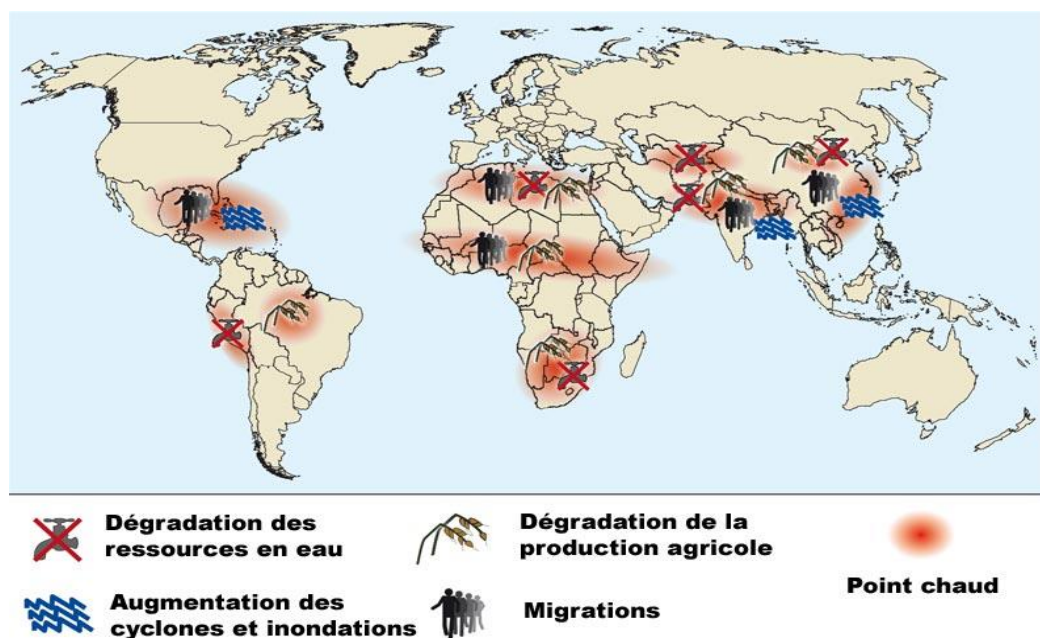 Dégradation des
ressources en eau
Dégradation de la
production agricole
Point chaud
Augmentation des
cyclones et inondations
Migrations